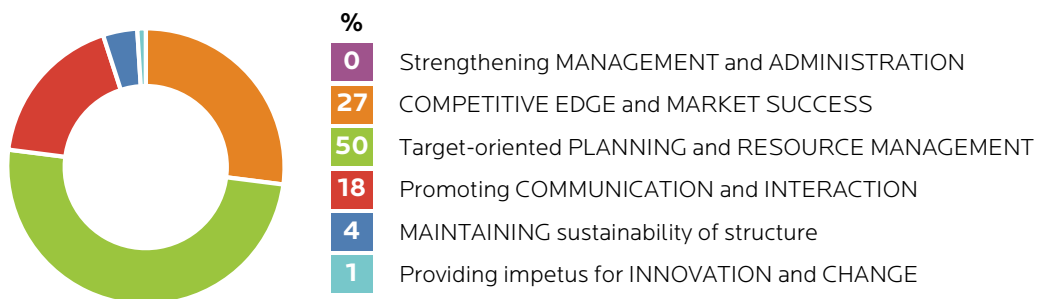 %
0 Strengthening MANAGEMENT and ADMINISTRATION
27 COMPETITIVE EDGE and MARKET SUCCESS
50 Target-oriented PLANNING and RESOURCE MANAGEMENT
18 Promoting COMMUNICATION and INTERACTION
4 MAINTAINING sustainability of structure
1 Providing impetus for INNOVATION and CHANGE